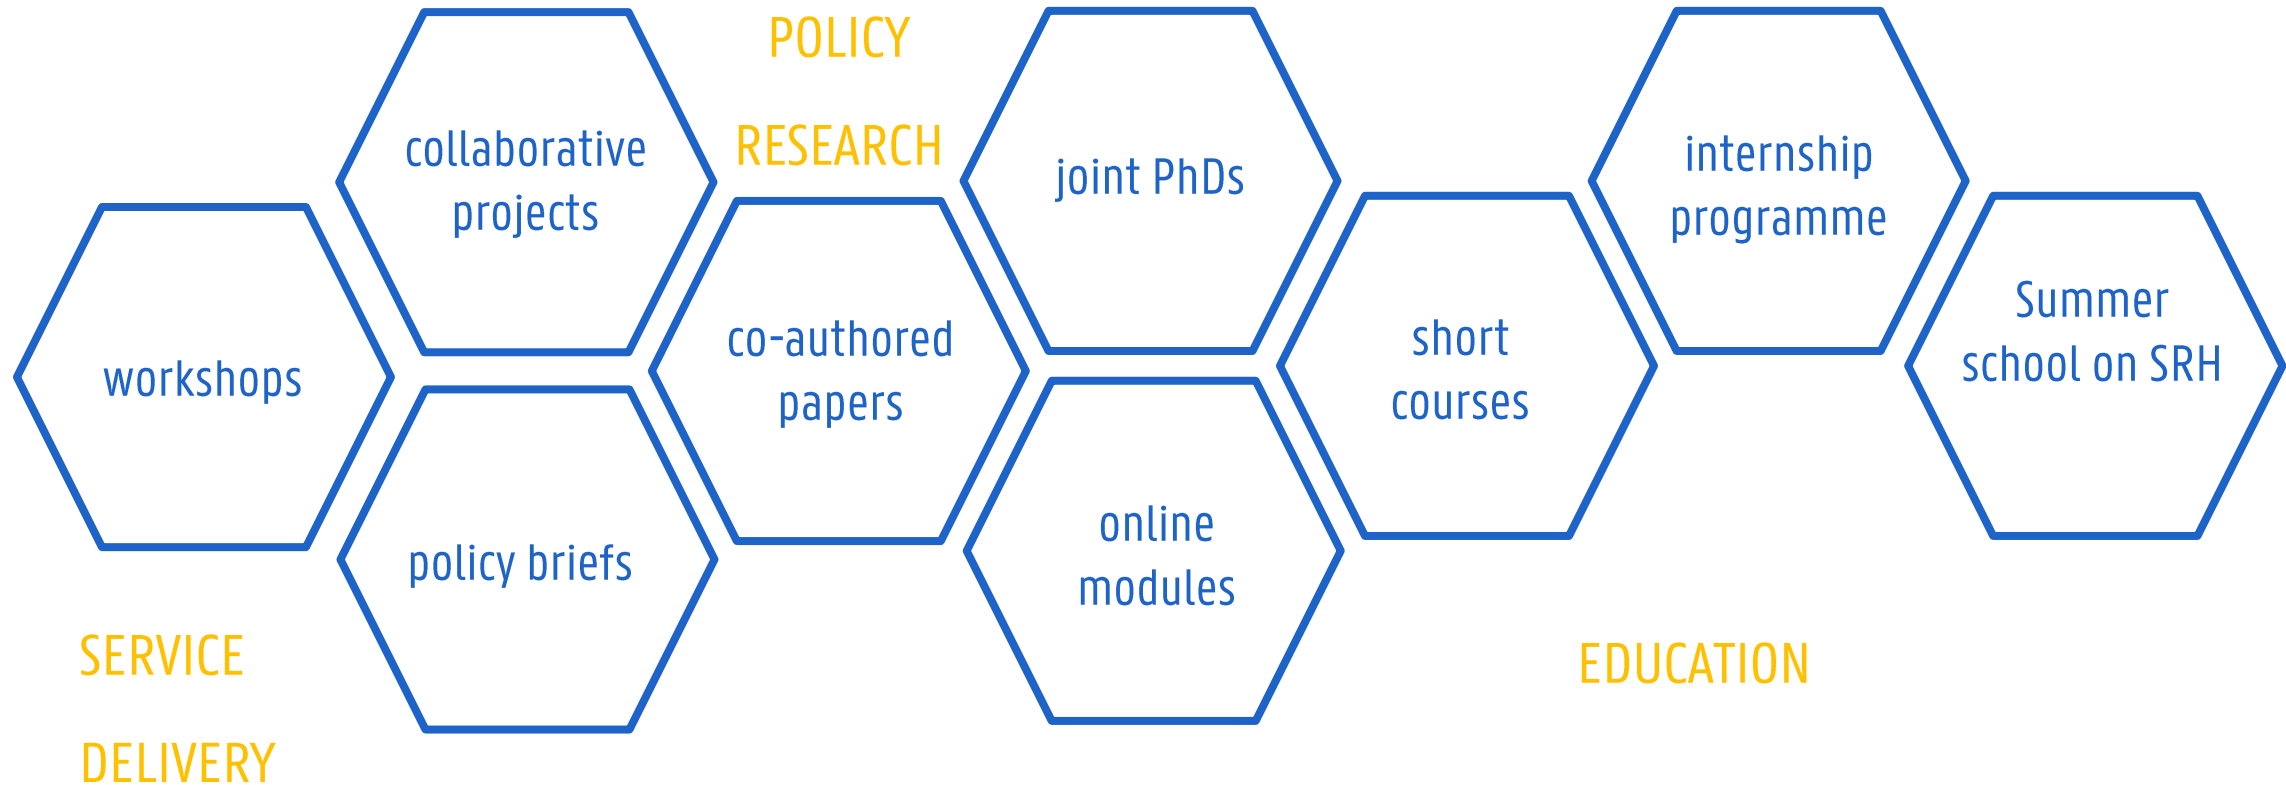 POLICY
RESEARCH
collaborative
projects
joint PhDs
internship
programme
workshops
co-authored
papers
short
courses
Summer
school on SRH
policy briefs
online
modules
SERVICE
DELIVERY
EDUCATION